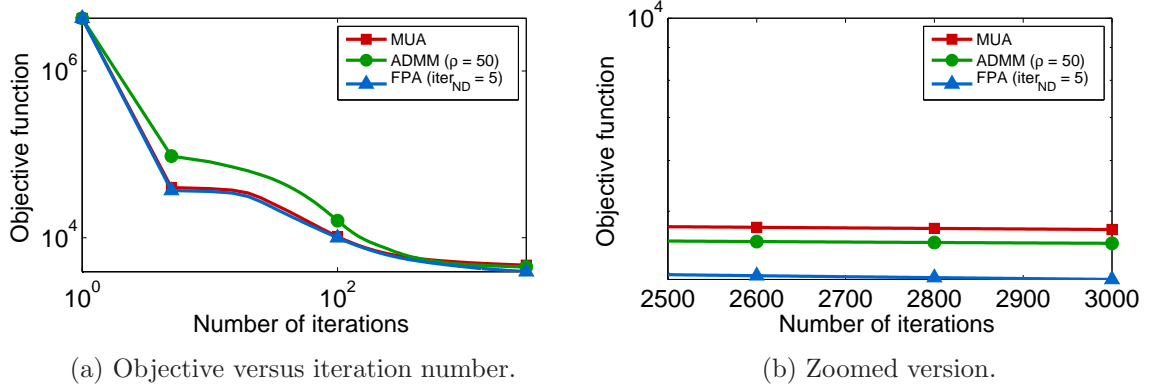 MUA
ADMM (ρ = 50)
FPA (iter_ND = 5)
10^6
10^4
Objective function
10^0
10^2
Number of iterations
(a) Objective versus iteration number.
10^4
MUA
ADMM (ρ = 50)
FPA (iter_ND = 5)
Objective function
2500 2600 2700 2800 2900 3000
Number of iterations
(b) Zoomed version.